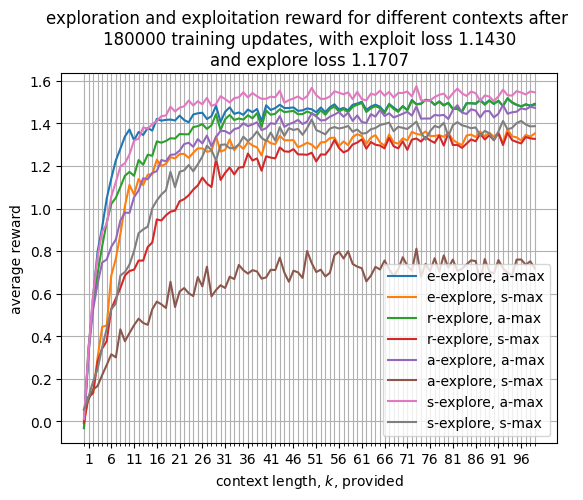 exploration and exploitation reward for different contexts after
180000 training updates, with exploit loss 1.1430
and explore loss 1.1707
1.6
1.4
1.2
1.0
0.8
0.6
0.4
0.2
0.0
average reward
e-explore, a-max
e-explore, s-max
r-explore, a-max
r-explore, s-max
a-explore, a-max
a-explore, s-max
s-explore, a-max
s-explore, s-max
1 6 11 16 21 26 31 36 41 46 51 56 61 66 71 76 81 86 91 96
context length, k, provided